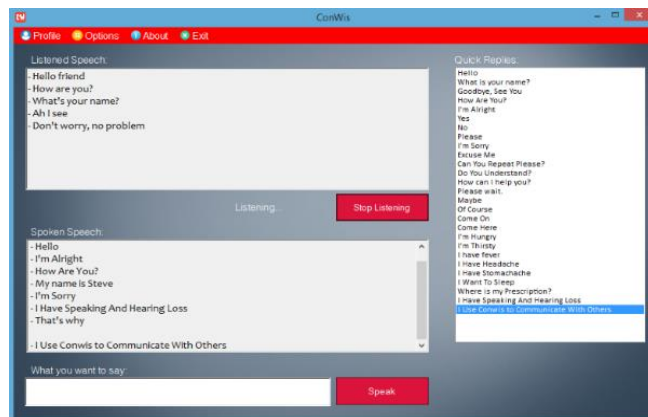 ConWis
Profile Options About Exit
Listened Speech:
- Hello friend
- How are you?
- What's your name?
- Ah I see
- Don't worry, no problem
Listening...
Stop Listening
Spoken Speech:
- Hello
- I'm Alright
- How Are You?
- My name is Steve
- I'm Sorry
- I Have Speaking And Hearing Loss
- That's why
- I Use Conwis to Communicate With Others
What you want to say:
Speak
Quick Replies:
Hello
What is your name?
Goodbye, See You
How Are You?
I'm Alright
Yes
No
Please
I'm Sorry
Excuse Me
Can You Repeat Please?
Do You Understand?
How can I help you?
Please wait.
Maybe
Of Course
Come On
Come Here
I'm Hungry
I'm Thirsty
I have fever
I Have Headache
I Have Stomachache
I Want To Sleep
Where is my Prescription?
I Have Speaking And Hearing Loss
I Use Conwis to Communicate With Others